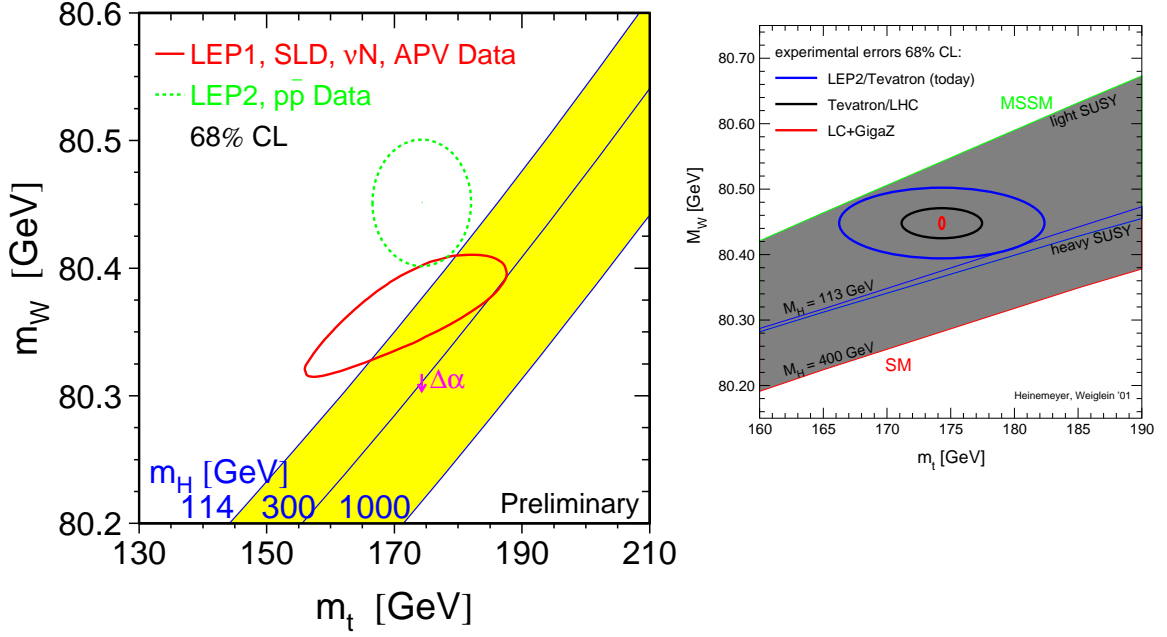 80.6
80.5
80.4
80.3
80.2
m_W [GeV]
LEP1, SLD, νN, APV Data
LEP2, pp̄ Data
68% CL
Δα
m_H [GeV]
114 300 1000
Preliminary
130 150 170 190 210
m_t [GeV]
80.70
80.60
80.50
80.40
80.30
80.20
M_W [GeV]
experimental errors 68% CL:
LEP2/Tevatron (today)
Tevatron/LHC
LC+GigaZ
MSSM
light SUSY
heavy SUSY
M_H = 113 GeV
M_H = 400 GeV
SM
Heinemeyer, Weiglein '01
160 165 170 175 180 185 190
m_t [GeV]